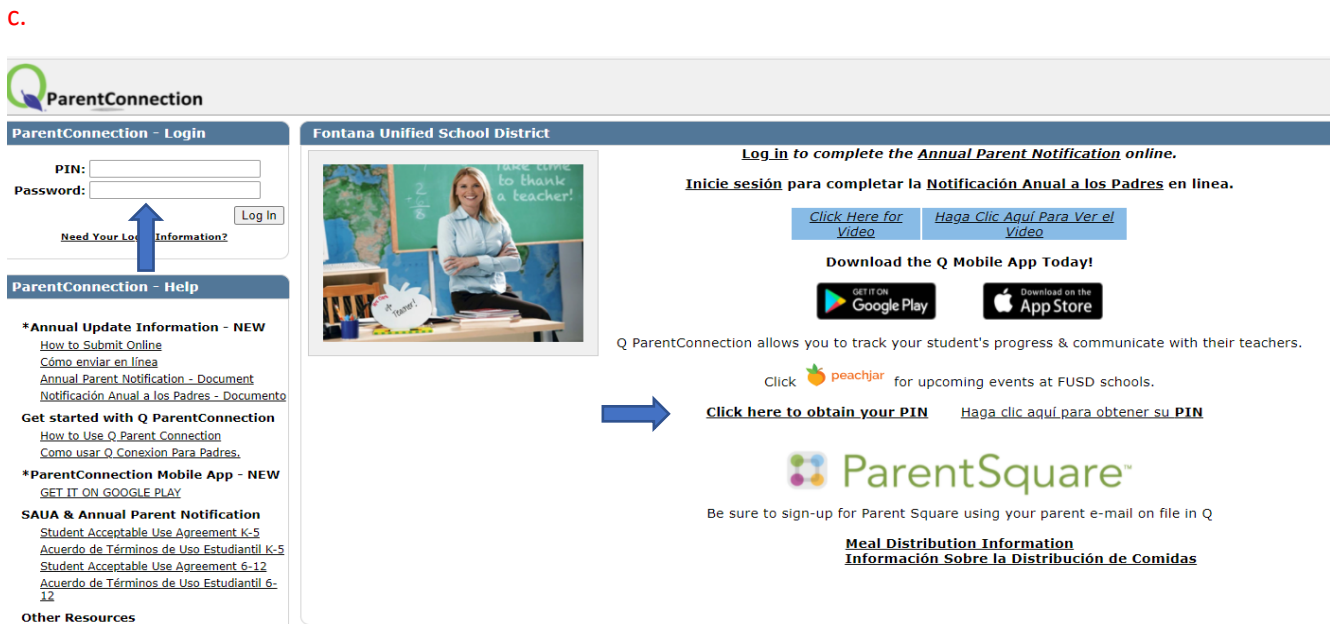 c.
Q ParentConnection
ParentConnection - Login
PIN:
Password:
Log In
Need Your Login Information?
ParentConnection - Help
*Annual Update Information - NEW
How to Submit Online
Cómo enviar en línea
Annual Parent Notification - Document
Notificación Anual a los Padres - Documento
Get started with Q ParentConnection
How to Use Q Parent Connection
Como usar Q Conexion Para Padres.
*ParentConnection Mobile App - NEW
GET IT ON GOOGLE PLAY
SAUA & Annual Parent Notification
Student Acceptable Use Agreement K-5
Acuerdo de Términos de Uso Estudiantil K-5
Student Acceptable Use Agreement 6-12
Acuerdo de Términos de Uso Estudiantil 6-
12
Other Resources
Fontana Unified School District
Take time
to thank
a teacher!
2
+6
8
Teacher!
Log in to complete the Annual Parent Notification online.
Inicie sesión para completar la Notificación Anual a los Padres en linea.
Click Here for
Video
Haga Clic Aquí Para Ver el
Video
Download the Q Mobile App Today!
GET IT ON
Google Play
Download on the
App Store
Q ParentConnection allows you to track your student's progress & communicate with their teachers.
Click peachjar for upcoming events at FUSD schools.
Click here to obtain your PIN Haga clic aquí para obtener su PIN
ParentSquare™
Be sure to sign-up for Parent Square using your parent e-mail on file in Q
Meal Distribution Information
Información Sobre la Distribución de Comidas